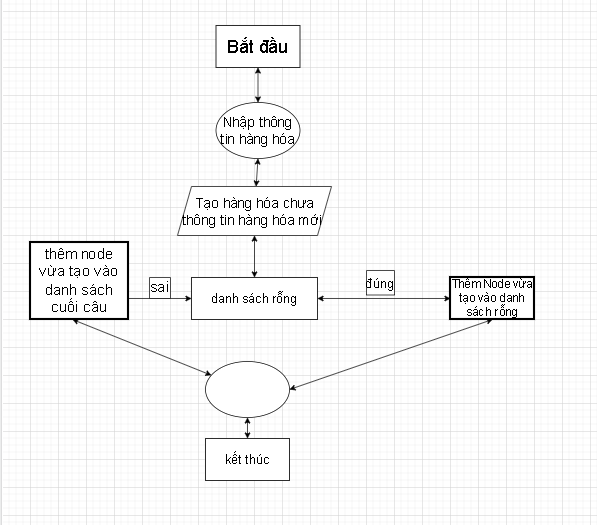 Bắt đầu
Nhập thông
tin hàng hóa
Tạo hàng hóa chưa
thông tin hàng hóa mới
thêm node
vừa tạo vào
danh sách
cuối câu
sai
danh sách rỗng
đúng
Thêm Node vừa
tạo vào danh
sách rỗng
kết thúc